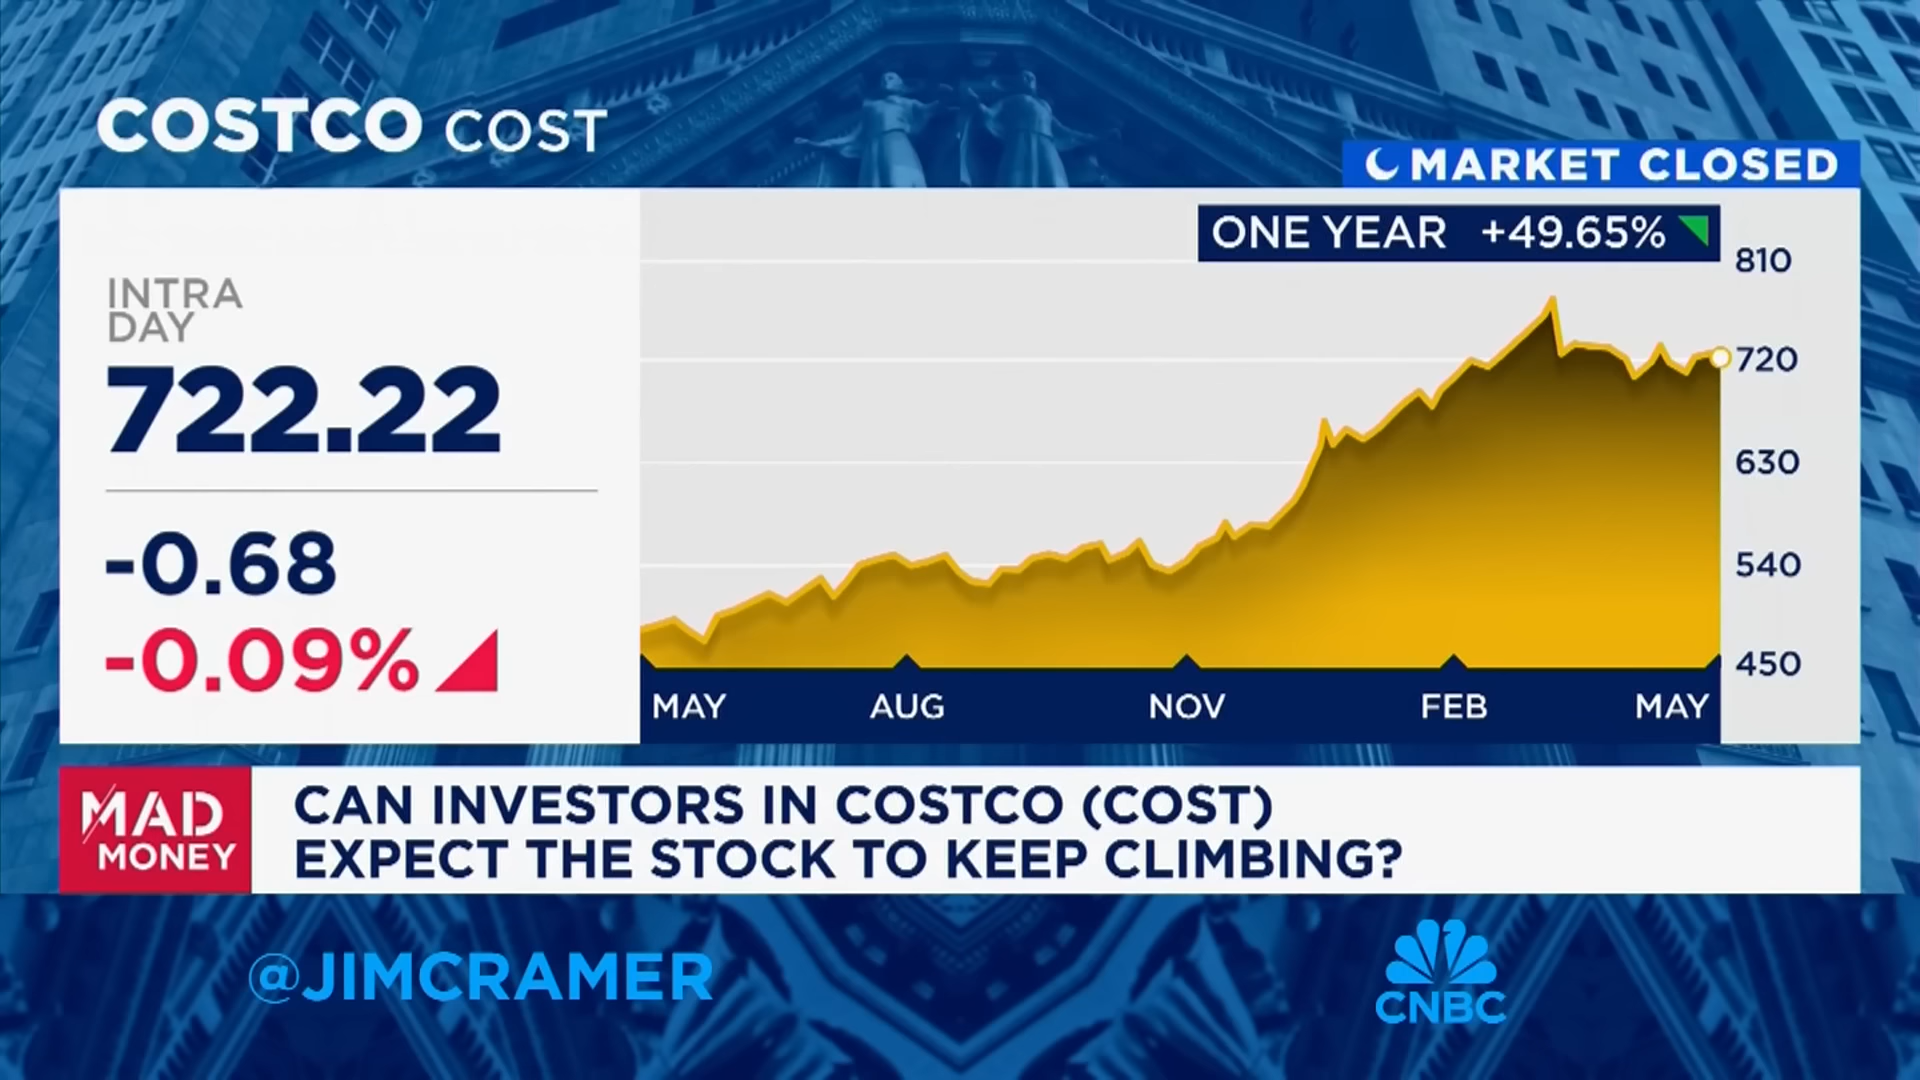 COSTCO COST
MARKET CLOSED
ONE YEAR +49.65%
INTRA
DAY
722.22
-0.68
-0.09%
810
720
630
540
450
MAY AUG NOV FEB MAY
MAD
MONEY
CAN INVESTORS IN COSTCO (COST)
EXPECT THE STOCK TO KEEP CLIMBING?
@JIMCRAMER
CNBC